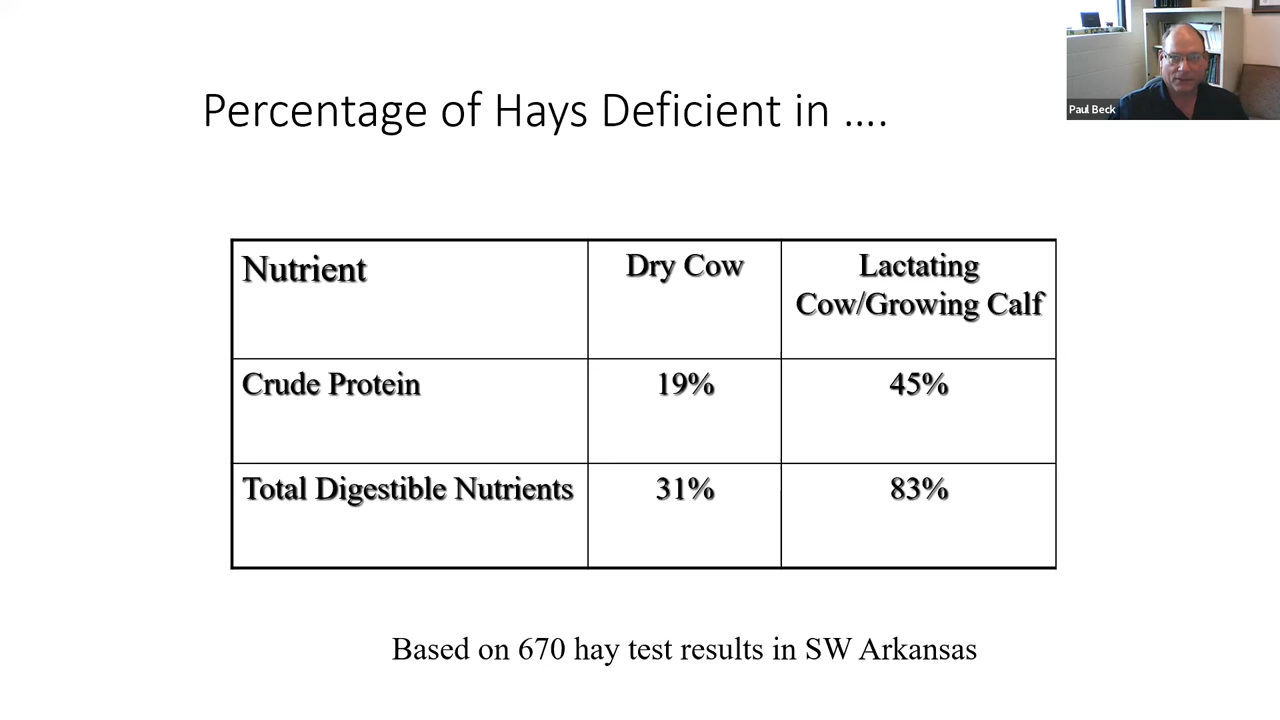 Percentage of Hays Deficient in ....
Paul Beck
Nutrient
Dry Cow
Lactating
Cow/Growing Calf
Crude Protein
19%
45%
Total Digestible Nutrients
31%
83%
Based on 670 hay test results in SW Arkansas